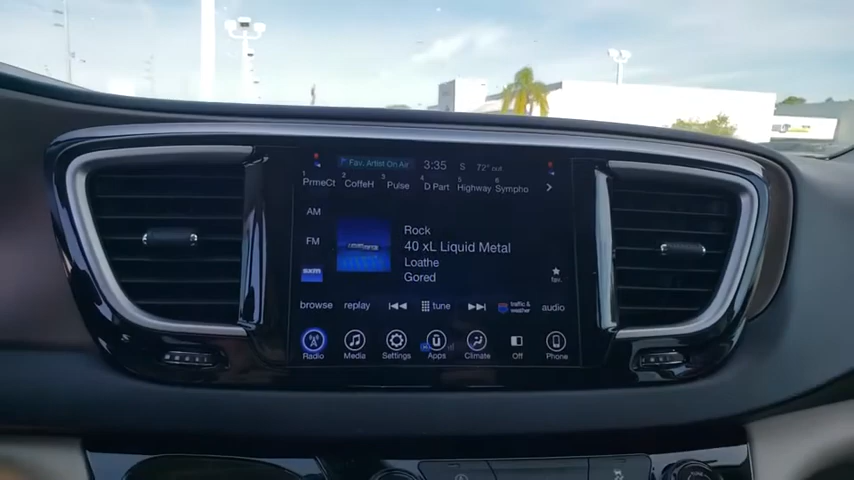 Fav. Artist On Air 3:35 S 72° out
1 PrmeCt 2 CoffeH 3 Pulse 4 D Part 5 Highway 6 Sympho
AM
FM
sxm
Rock
40 xL Liquid Metal
Loathe
Gored
fav.
browse replay tune traffic & weather audio
Radio Media Settings Apps Climate Off Phone